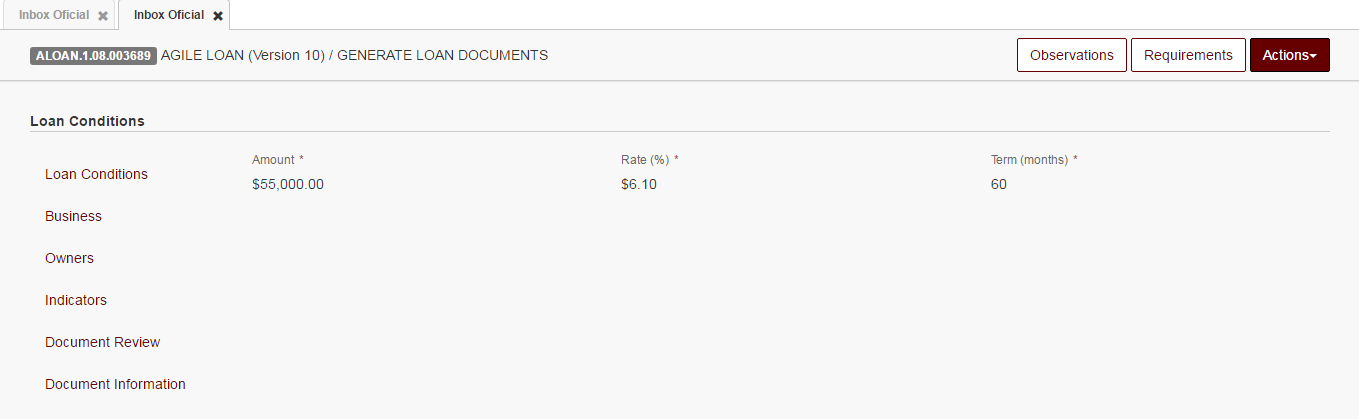 Inbox Oficial ✖ Inbox Oficial ✖
ALOAN.1.08.003689 AGILE LOAN (Version 10) / GENERATE LOAN DOCUMENTS Observations Requirements Actions
Loan Conditions
Loan Conditions
Amount * Rate (%) * Term (months) *
$55,000.00 $6.10 60
Business
Owners
Indicators
Document Review
Document Information